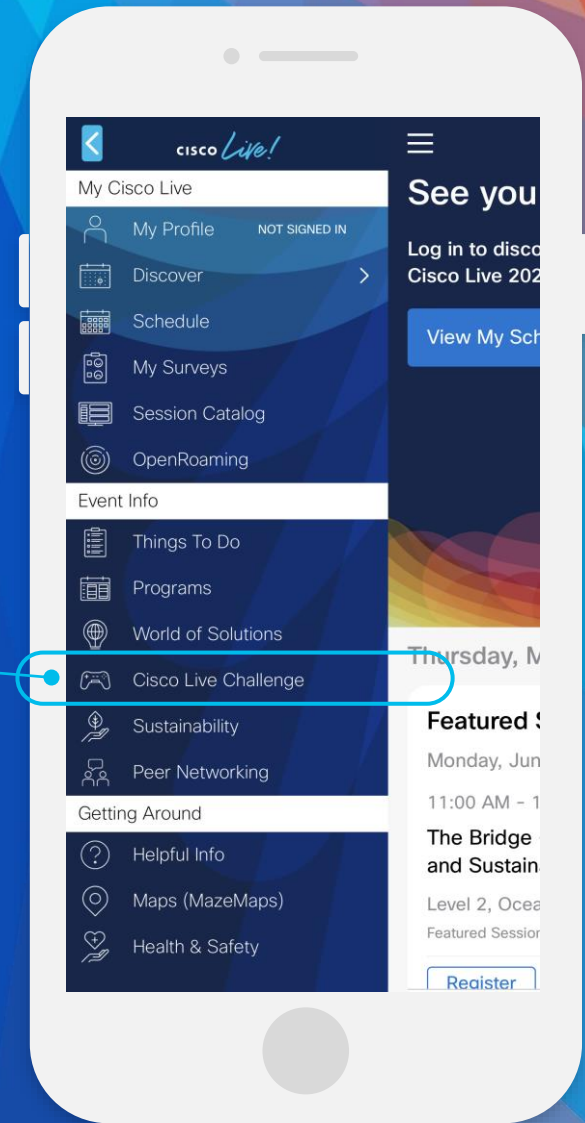 cisco Live!
My Cisco Live
My Profile NOT SIGNED IN
Discover
Schedule
My Surveys
Session Catalog
OpenRoaming
Event Info
Things To Do
Programs
World of Solutions
Cisco Live Challenge
Sustainability
Peer Networking
Getting Around
Helpful Info
Maps (MazeMaps)
Health & Safety
See you
Log in to disco
Cisco Live 202
View My Sch
Thursday, M
Featured S
Monday, Jun
11:00 AM - 1
The Bridge
and Sustain
Level 2, Ocea
Featured Session
Register